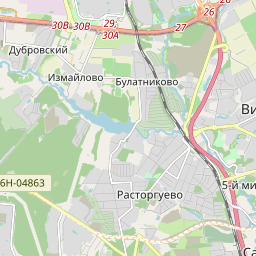 29
26
30В
30В
30А
27
Дубровский
Измайлово
Булатниково
Ви
6Н-04863
5-й ми
Расторгуево
Са